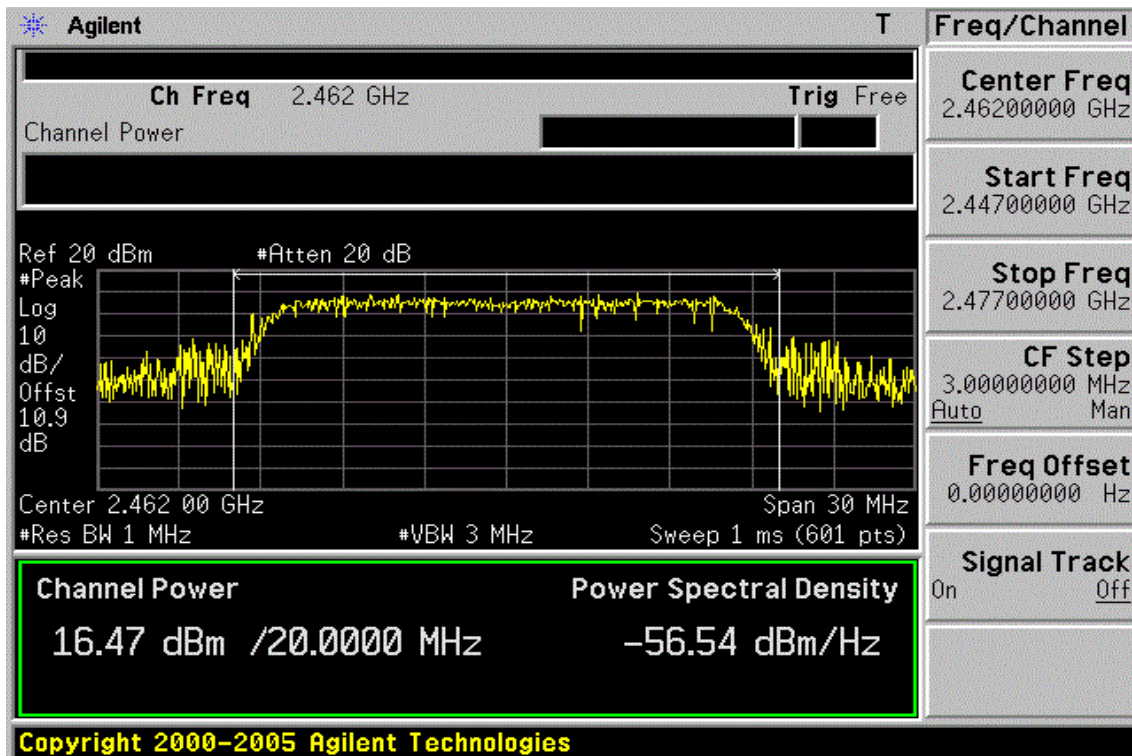 Agilent
T
Ch Freq 2.462 GHz
Trig Free
Channel Power
Ref 20 dBm
#Atten 20 dB
#Peak
Log
10
dB/
Offst
10.9
dB
Center 2.462 00 GHz
Span 30 MHz
#Res BW 1 MHz
#VBW 3 MHz
Sweep 1 ms (601 pts)
Channel Power
Power Spectral Density
16.47 dBm /20.0000 MHz
-56.54 dBm/Hz
Copyright 2000-2005 Agilent Technologies
Freq/Channel
Center Freq
2.46200000 GHz
Start Freq
2.44700000 GHz
Stop Freq
2.47700000 GHz
CF Step
3.00000000 MHz
Auto Man
Freq Offset
0.00000000 Hz
Signal Track
On Off